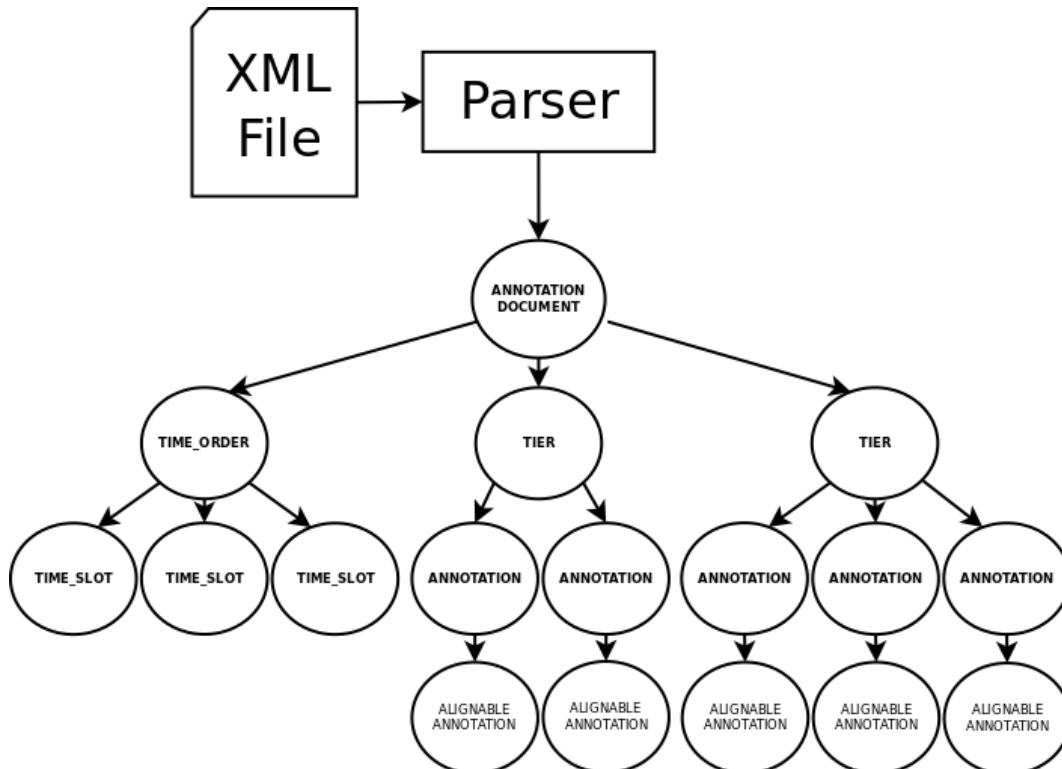 XML
File
Parser
ANNOTATION
DOCUMENT
TIME_ORDER
TIER
TIER
TIME_SLOT
TIME_SLOT
TIME_SLOT
ANNOTATION
ANNOTATION
ANNOTATION
ANNOTATION
ANNOTATION
ALIGNABLE
ANNOTATION
ALIGNABLE
ANNOTATION
ALIGNABLE
ANNOTATION
ALIGNABLE
ANNOTATION
ALIGNABLE
ANNOTATION